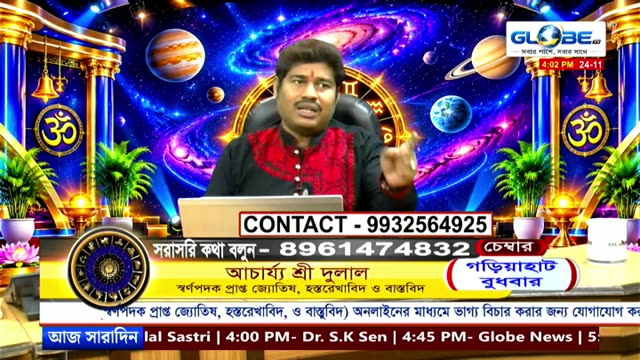 GLOBE TV
সবার পাশে, সবার সাথে
4:02 PM 24-11
CONTACT - 9932564925
সরাসরি কথা বলুন - 8961474832
চেম্বার
আচার্য্য শ্রী দুলাল
গড়িয়াহাট
বুধবার
স্বর্ণপদক প্রাপ্ত জ্যোতিষ, হস্তরেখাবিদ ও বাস্তুবিদ
স্বর্ণপদক প্রাপ্ত জ্যোতিষ, হস্তরেখাবিদ, ও বাস্তুবিদ) অনলাইনের মাধ্যমে ভাগ্য বিচার করার জন্য যোগাযোগ কর
আজ সারাদিন
lal Sastri | 4:00 PM- Dr. S.K Sen | 4:45 PM- Globe News | 5:
ॐ
ॐ